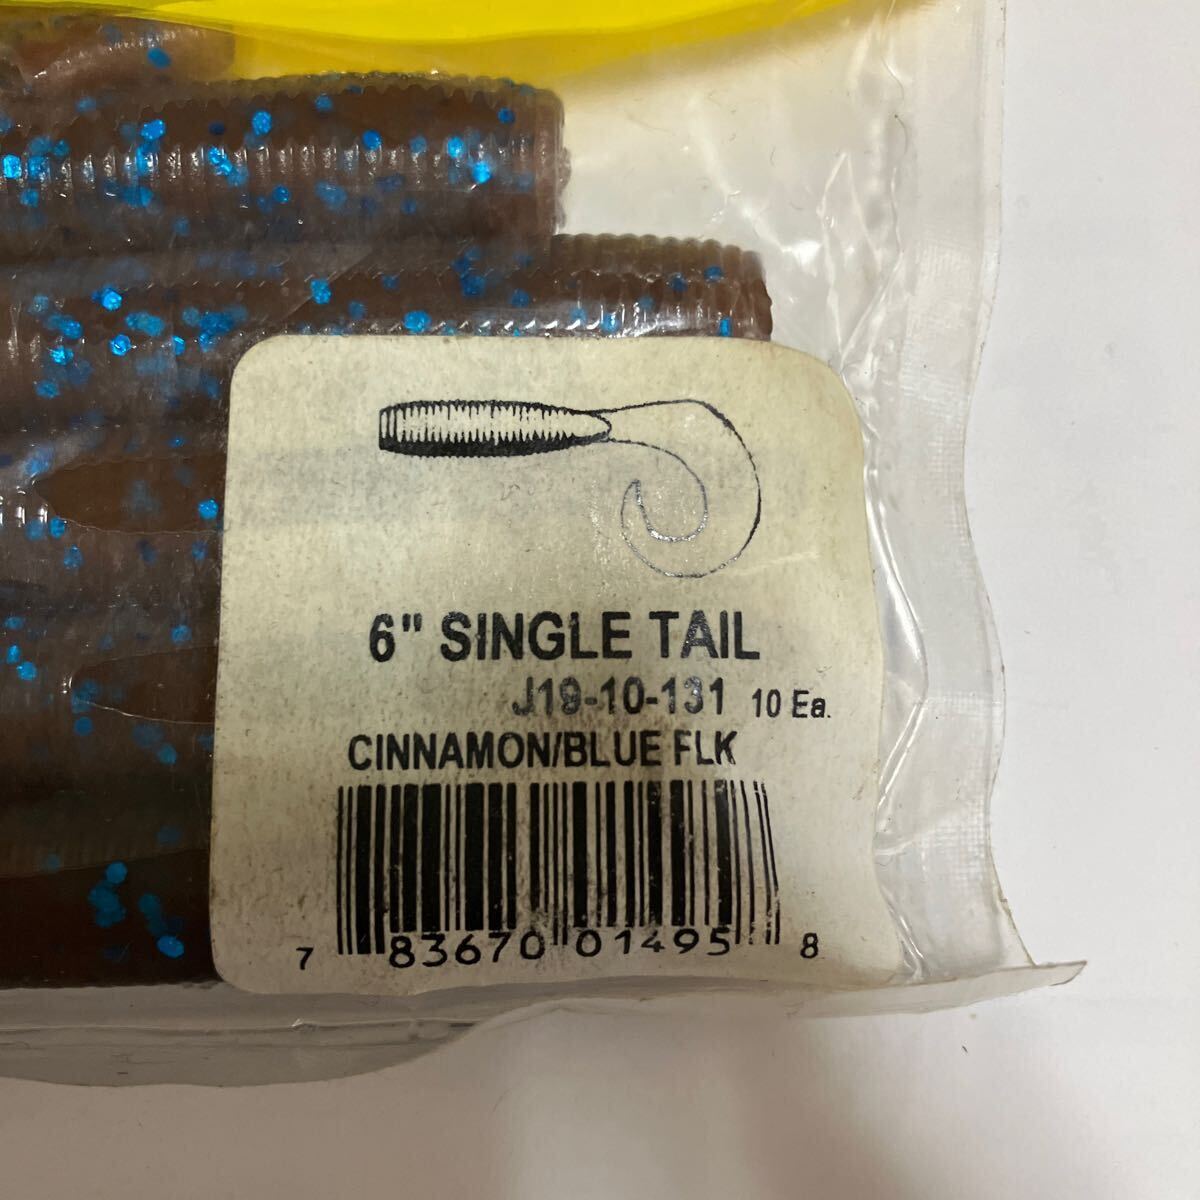 6" SINGLE TAIL
J19-10-131 10 Ea.
CINNAMON/BLUE FLK
7 83670 01495 8